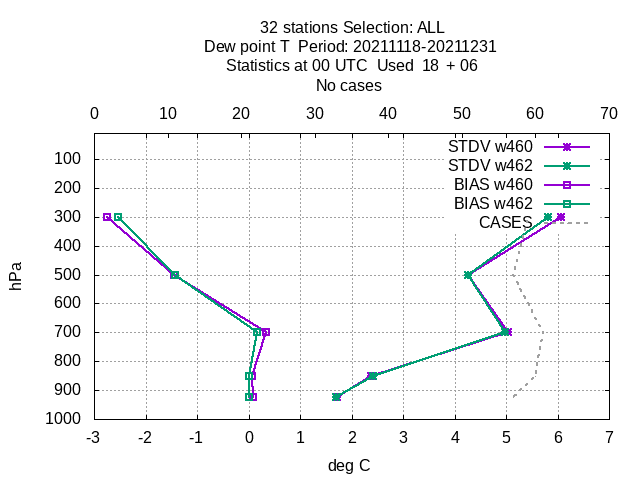 32 stations Selection: ALL
Dew point T  Period: 20211118-20211231
Statistics at 00 UTC  Used  18  + 06
No cases
0 10 20 30 40 50 60 70
STDV w460
STDV w462
BIAS w460
BIAS w462
CASES
100
200
300
400
500
600
700
800
900
1000
hPa
-3 -2 -1 0 1 2 3 4 5 6 7
deg C